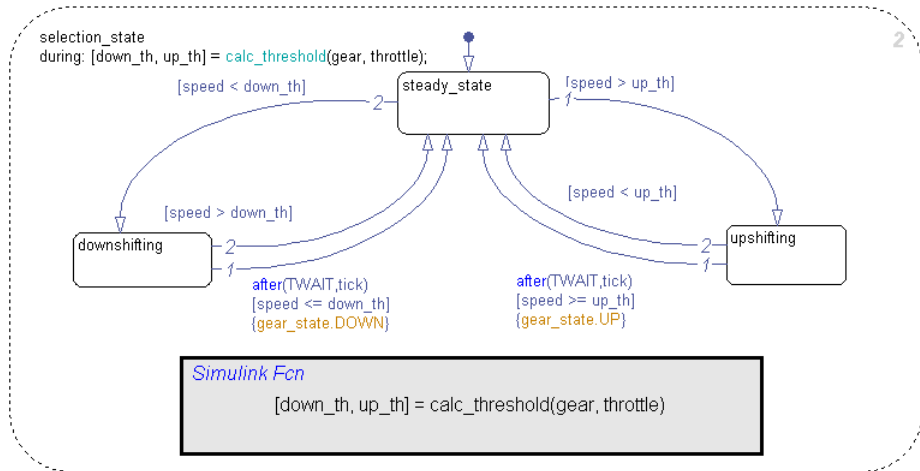 selection_state
2
during: [down_th, up_th] = calc_threshold(gear, throttle);
[speed < down_th]
steady_state
[speed > up_th]
2
1
[speed > down_th]
[speed < up_th]
downshifting
2
1
upshifting
2
1
after(TWAIT,tick)
[speed <= down_th]
{gear_state.DOWN}
after(TWAIT,tick)
[speed >= up_th]
{gear_state.UP}
Simulink Fcn
[down_th, up_th] = calc_threshold(gear, throttle)